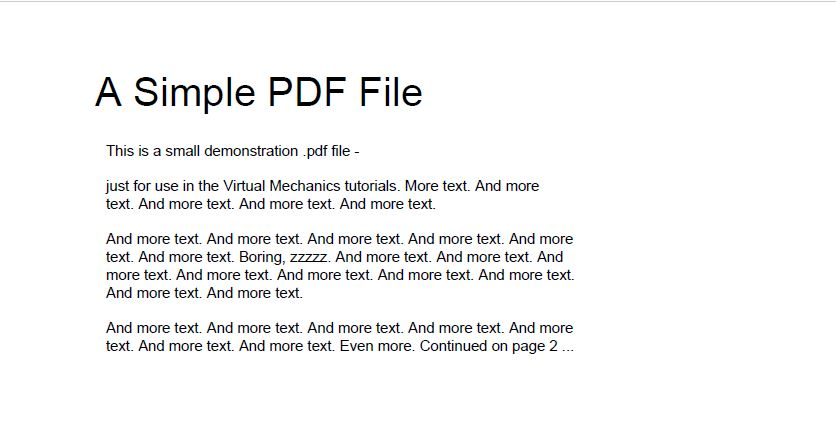 A Simple PDF File
This is a small demonstration .pdf file -
just for use in the Virtual Mechanics tutorials. More text. And more
text. And more text. And more text. And more text.
And more text. And more text. And more text. And more text. And more
text. And more text. Boring, zzzzz. And more text. And more text. And
more text. And more text. And more text. And more text. And more text.
And more text. And more text.
And more text. And more text. And more text. And more text. And more
text. And more text. And more text. Even more. Continued on page 2 ...